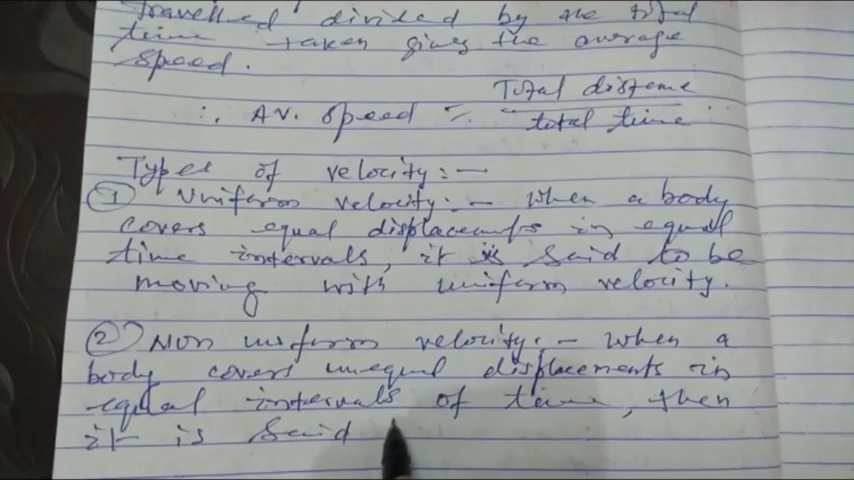 Travelled divided by the total
time taken gives the average
speed.
Total distance
∴ Av. speed = 
total time
Types of velocity:-
① Uniform velocity:- When a body
covers equal displacements in equal
time intervals, it is said to be
moving with uniform velocity.
② Non uniform velocity:- When a
body covers unequal displacements in
equal intervals of time, then
it is said